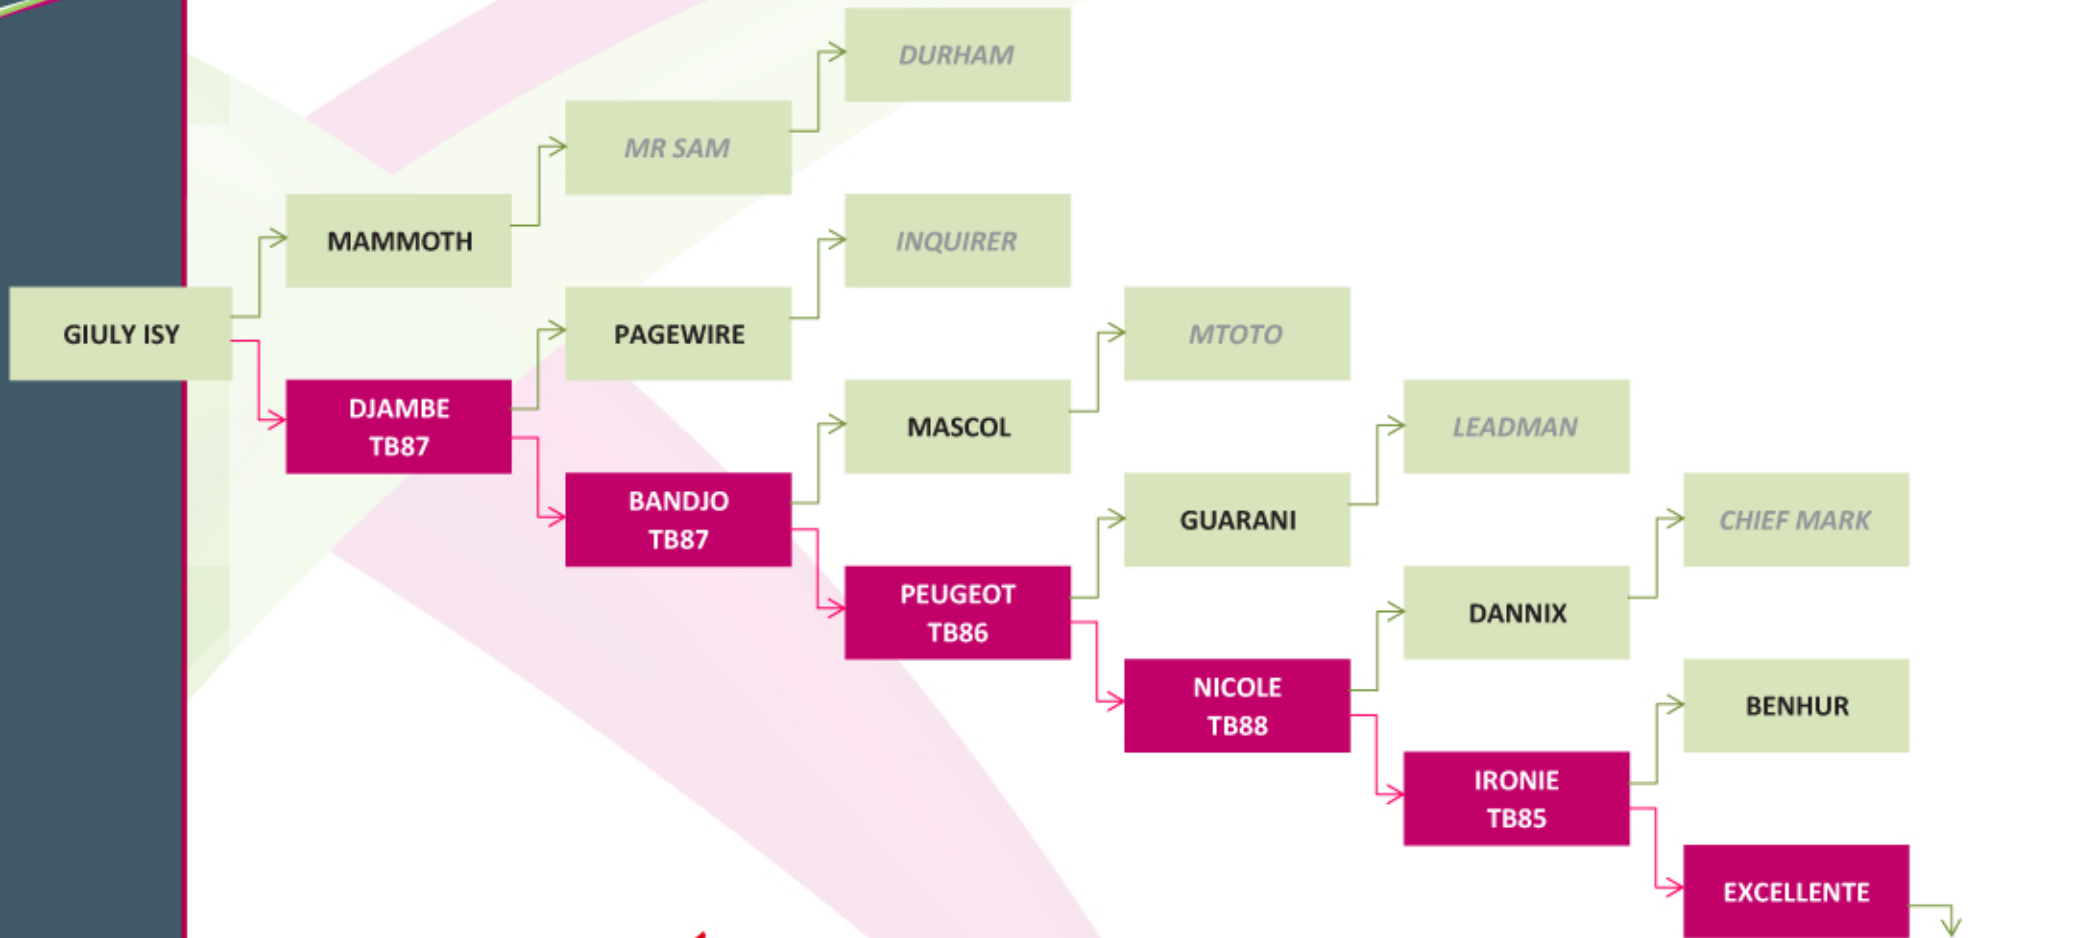 DURHAM
MR SAM
MAMMOTH
INQUIRER
GIULY ISY
PAGEWIRE
MTOTO
DJAMBE
TB87
MASCOL
LEADMAN
BANDJO
TB87
GUARANI
CHIEF MARK
PEUGEOT
TB86
DANNIX
NICOLE
TB88
BENHUR
IRONIE
TB85
EXCELLENTE